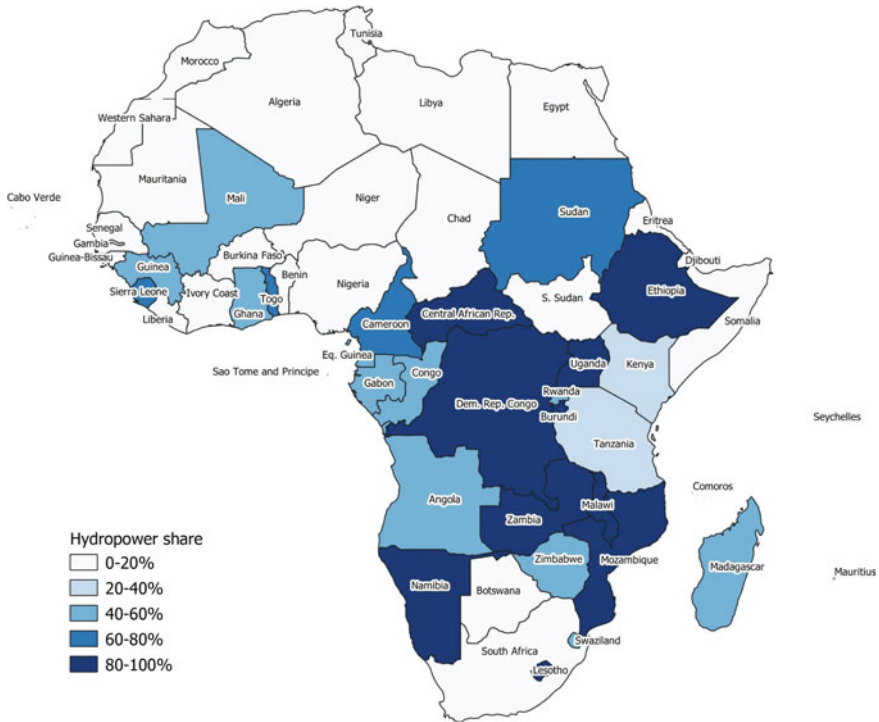 Tunisia
Morocco
Algeria
Libya
Egypt
Western Sahara
Mauritania
Mali
Niger
Chad
Sudan
Eritrea
Cabo Verde
Senegal
Gambia
Guinea-Bissau
Guinea
Burkina Faso
Benin
Nigeria
Djibouti
Sierra Leone
Ivory Coast
Togo
Ghana
Liberia
Cameroon
Central African Rep.
S. Sudan
Ethiopia
Somalia
Eq. Guinea
Sao Tome and Principe
Gabon
Congo
Uganda
Kenya
Rwanda
Dem. Rep. Congo
Burundi
Tanzania
Seychelles
Comoros
Angola
Malawi
Zambia
Mozambique
Zimbabwe
Madagascar
Mauritius
Namibia
Botswana
Swaziland
South Africa
Lesotho
Hydropower share
0-20%
20-40%
40-60%
60-80%
80-100%